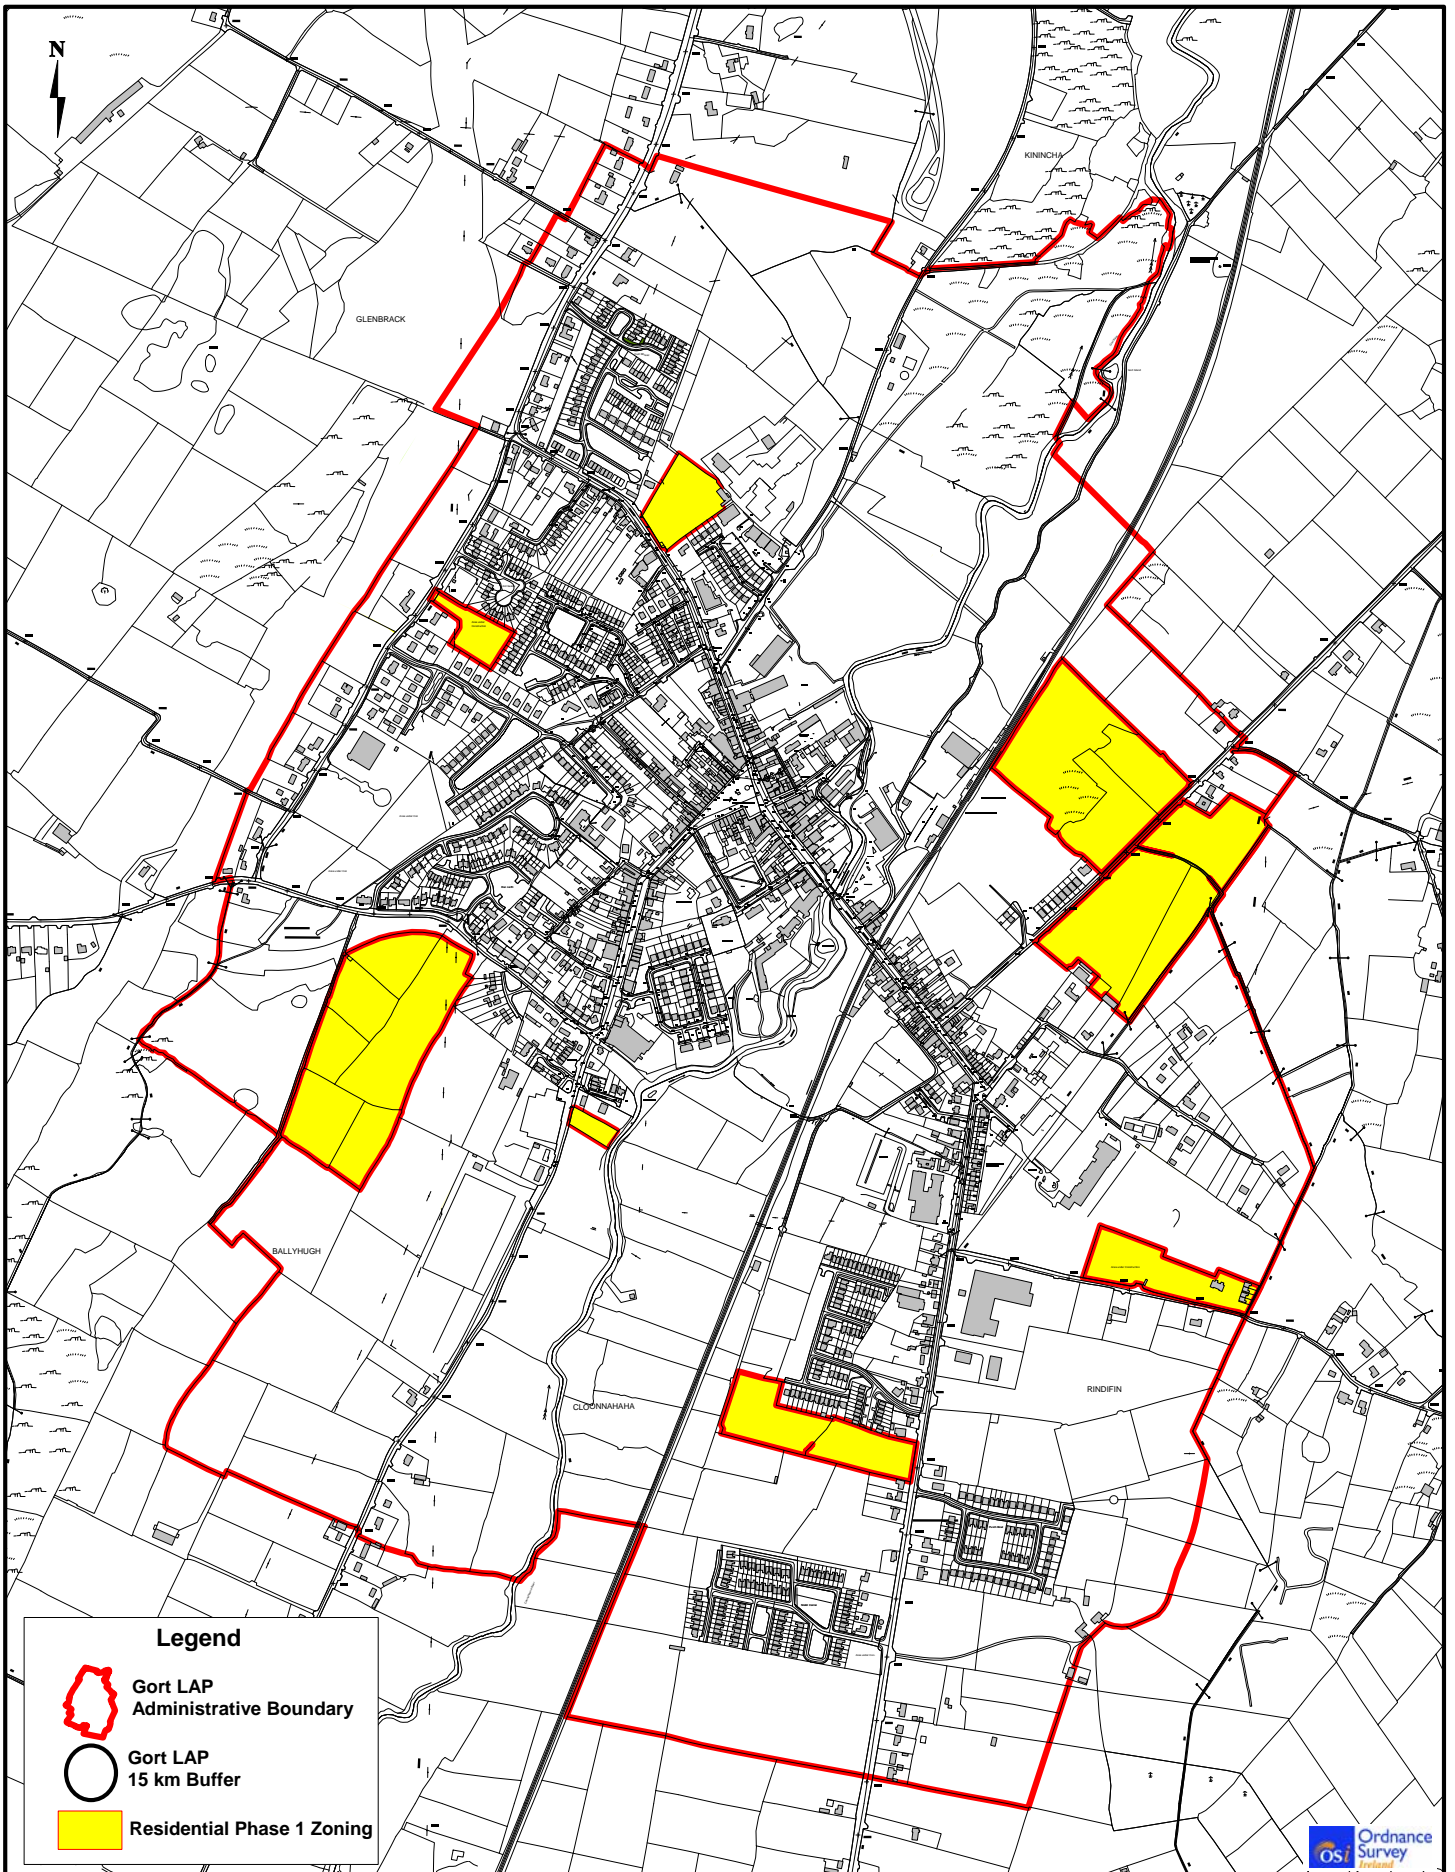 N
KININCHA
GLENBRACK
BALLYHUGH
CLOONNAHAHA
RINDIFIN
Legend
Gort LAP
Administrative Boundary
Gort LAP
15 km Buffer
Residential Phase 1 Zoning
osi Ordnance
Survey
Ireland